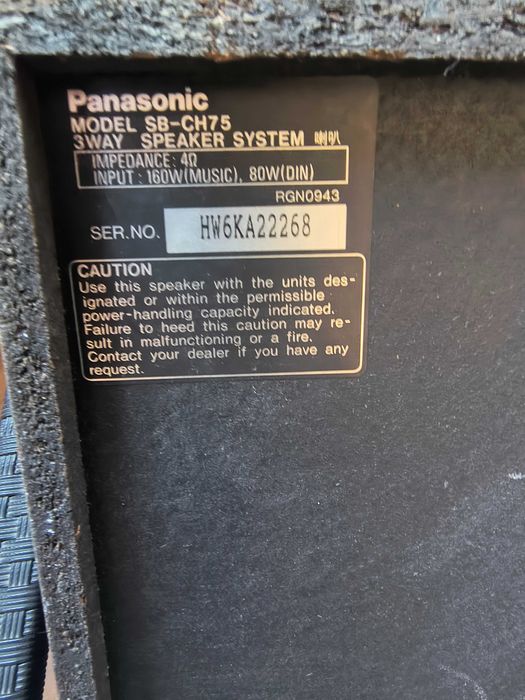 Panasonic
MODEL SB-CH75
3WAY SPEAKER SYSTEM 喇叭
IMPEDANCE: 4Ω
INPUT: 160W(MUSIC), 80W(DIN)
RGN0943
SER.NO. HW6KA22268
CAUTION
Use this speaker with the units des-
ignated or within the permissible
power-handling capacity indicated.
Failure to heed this caution may re-
sult in malfunctioning or a fire.
Contact your dealer if you have any
request.